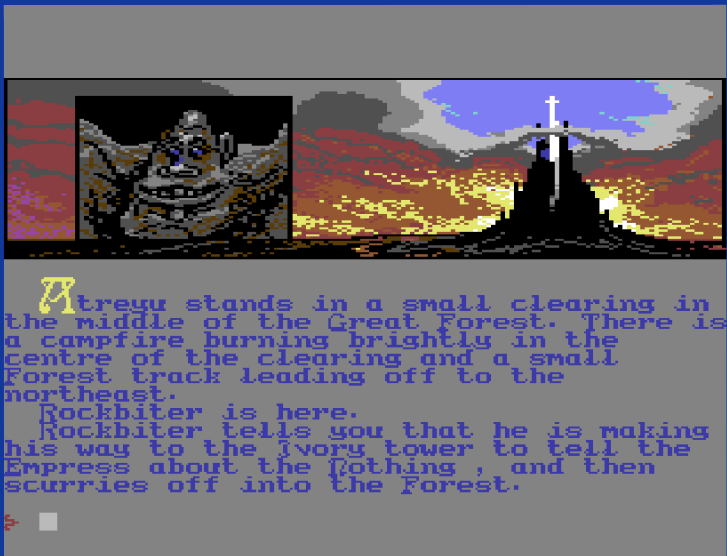 Atreyu stands in a small clearing in
the middle of the Great Forest. There is
a campfire burning brightly in the
centre of the clearing and a small
Forest track leading off to the
northeast.
Rockbiter is here.
Rockbiter tells you that he is making
his way to the Ivory tower to tell the
Empress about the Nothing , and then
scurries off into the Forest.
>